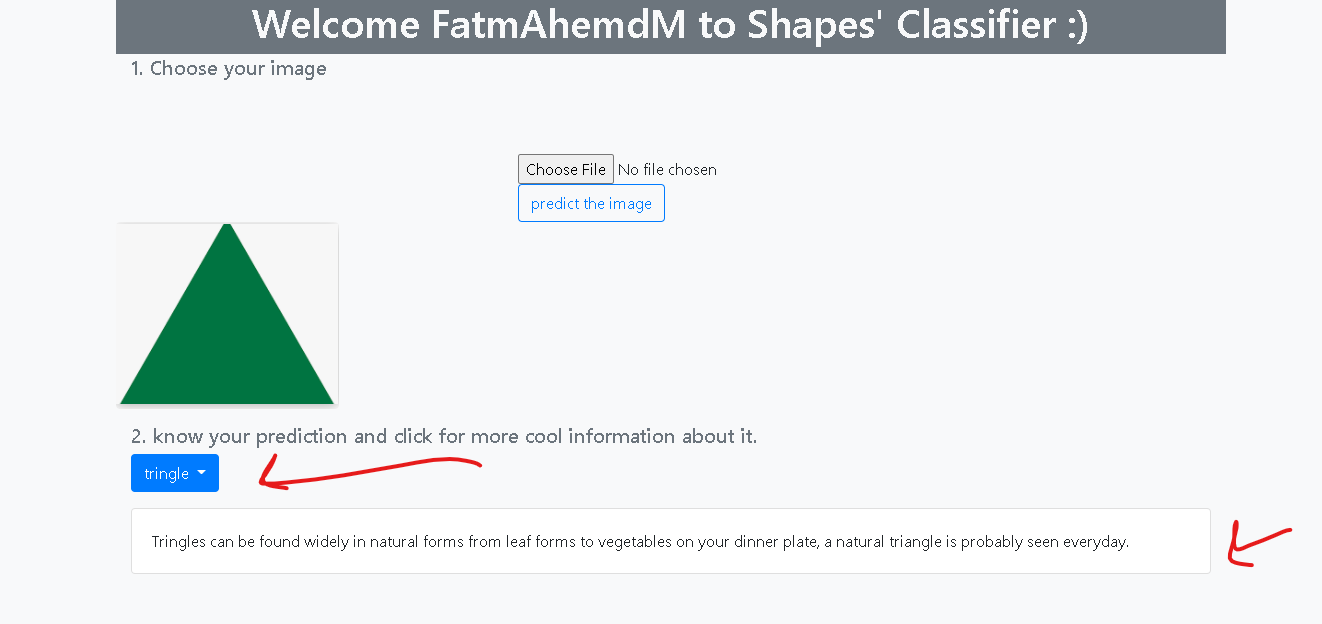 Welcome FatmAhemdM to Shapes' Classifier :)
1. Choose your image
Choose File No file chosen
predict the image
2. know your prediction and click for more cool information about it.
tringle
Tringles can be found widely in natural forms from leaf forms to vegetables on your dinner plate, a natural triangle is probably seen everyday.